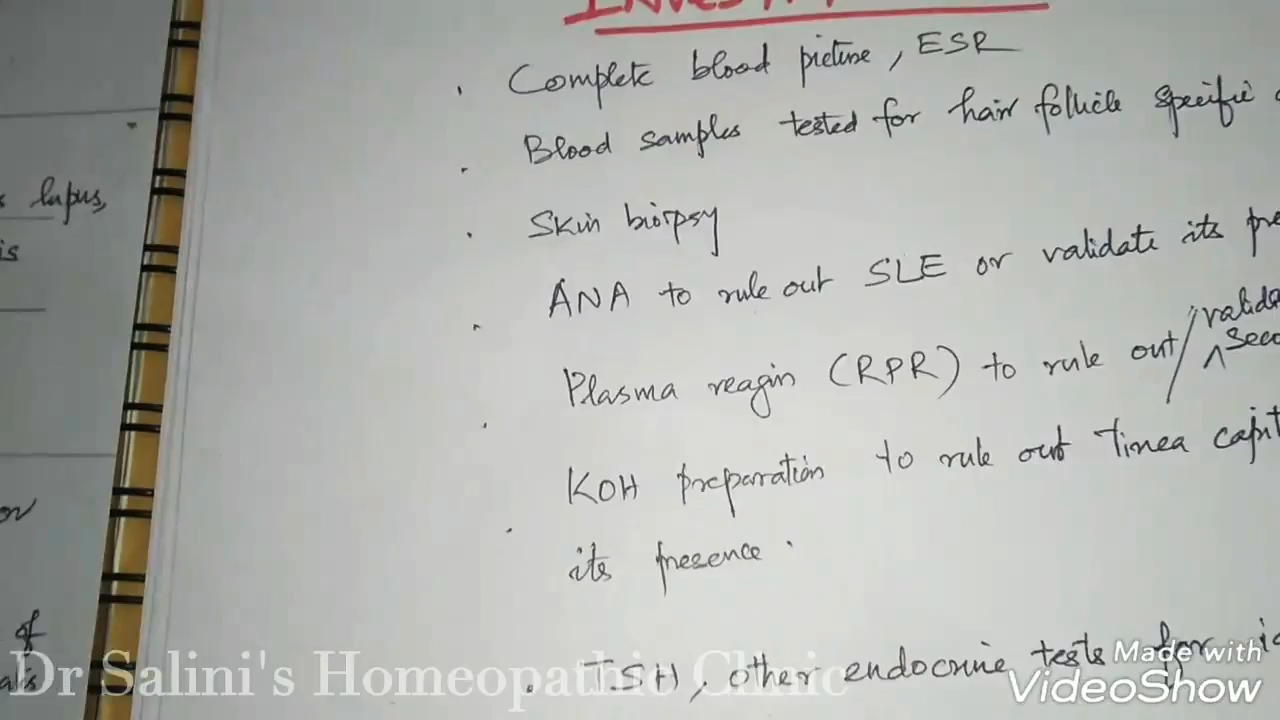 Complete blood picture, ESR
Blood samples tested for hair follicle specific
Skin biopsy
ANA to rule out SLE or validate its
Plasma reagin (RPR) to rule out/
KOH preparation to rule out Tinea
its presence.
TSH, other endocrine tests for
lupus,
is
of
Dr Salini's Homeopathic Clinic
Made with
VideoShow